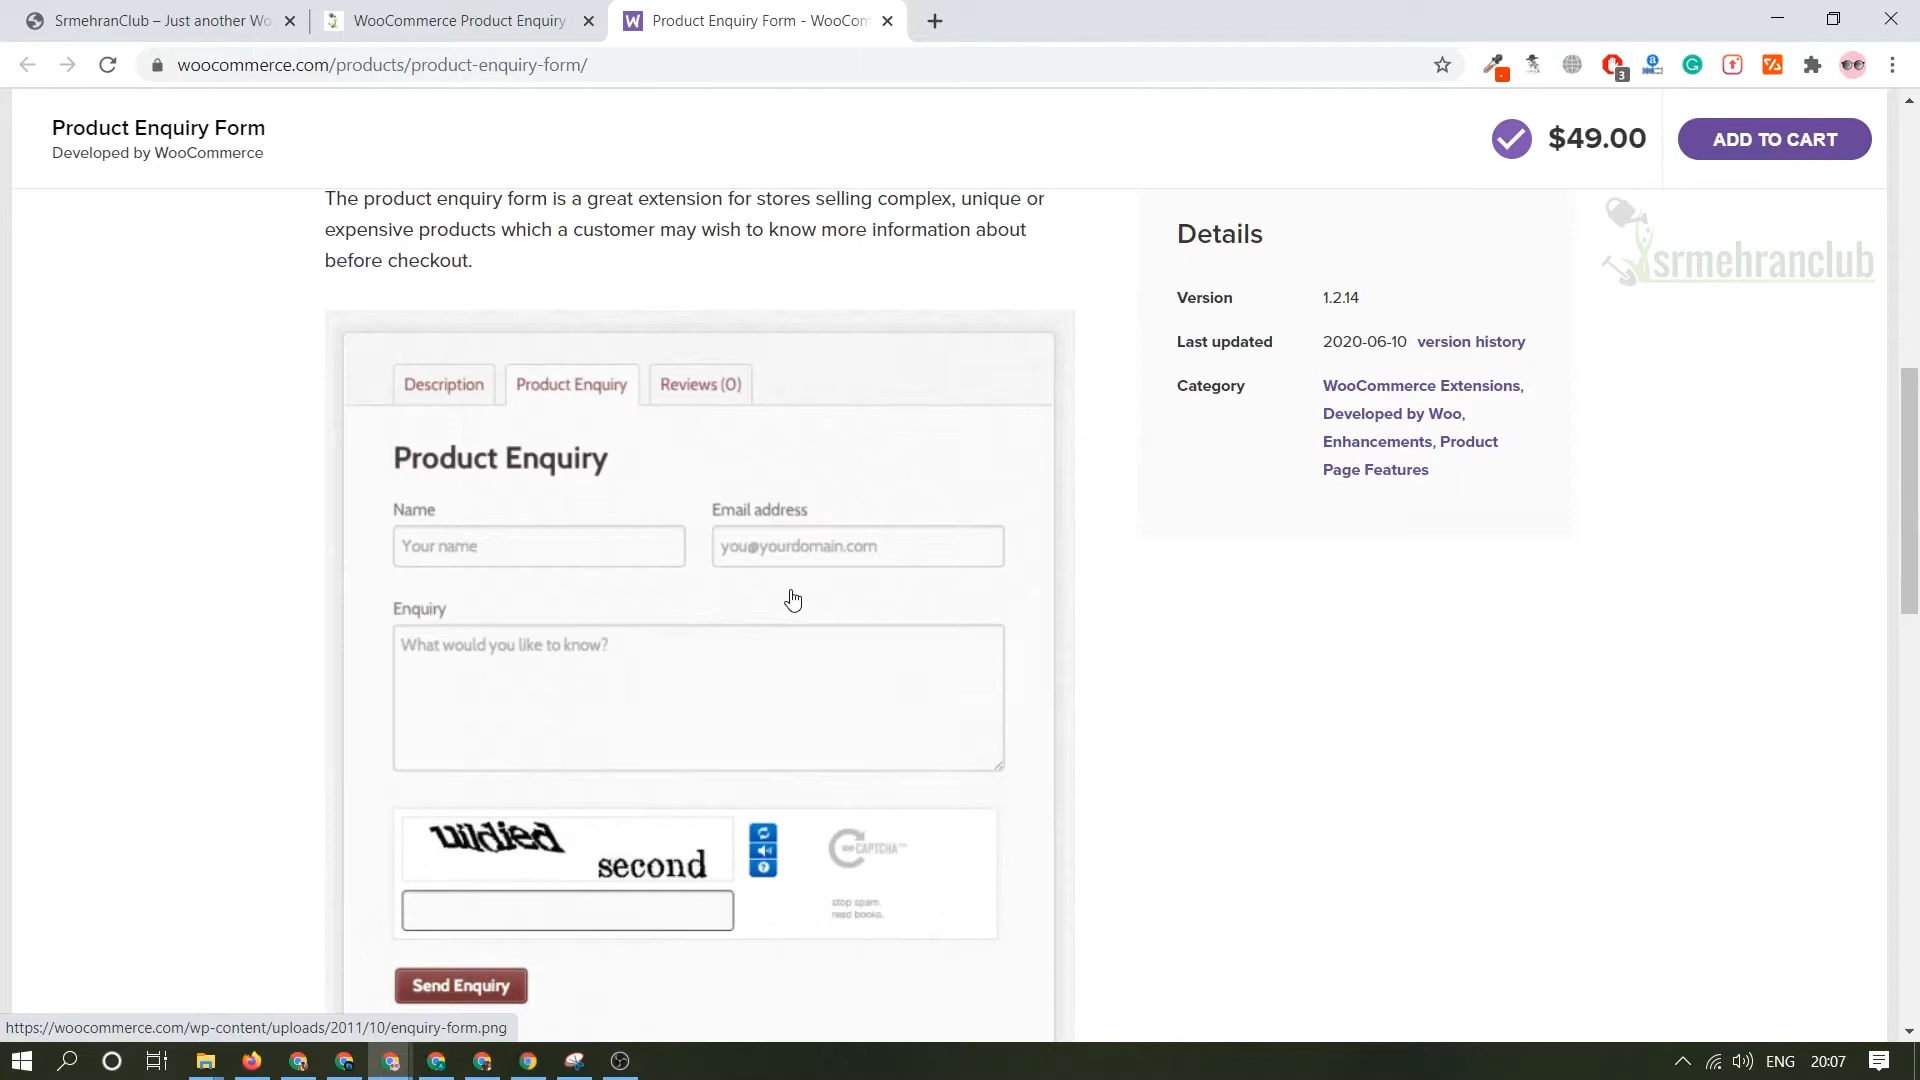 SrmehranClub – Just another Wo
WooCommerce Product Enquiry
Product Enquiry Form - WooCom
woocommerce.com/products/product-enquiry-form/
3
Product Enquiry Form
Developed by WooCommerce
$49.00
ADD TO CART
The product enquiry form is a great extension for stores selling complex, unique or
expensive products which a customer may wish to know more information about
before checkout.
Details
Version 1.2.14
Last updated 2020-06-10 version history
Category WooCommerce Extensions,
Developed by Woo,
Enhancements, Product
Page Features
srmehranclub
Description
Product Enquiry
Reviews (0)
Product Enquiry
Name
Email address
Your name
you@yourdomain.com
Enquiry
What would you like to know?
second
CAPTCHA™
stop spam.
read books.
Send Enquiry
https://woocommerce.com/wp-content/uploads/2011/10/enquiry-form.png
ENG
20:07